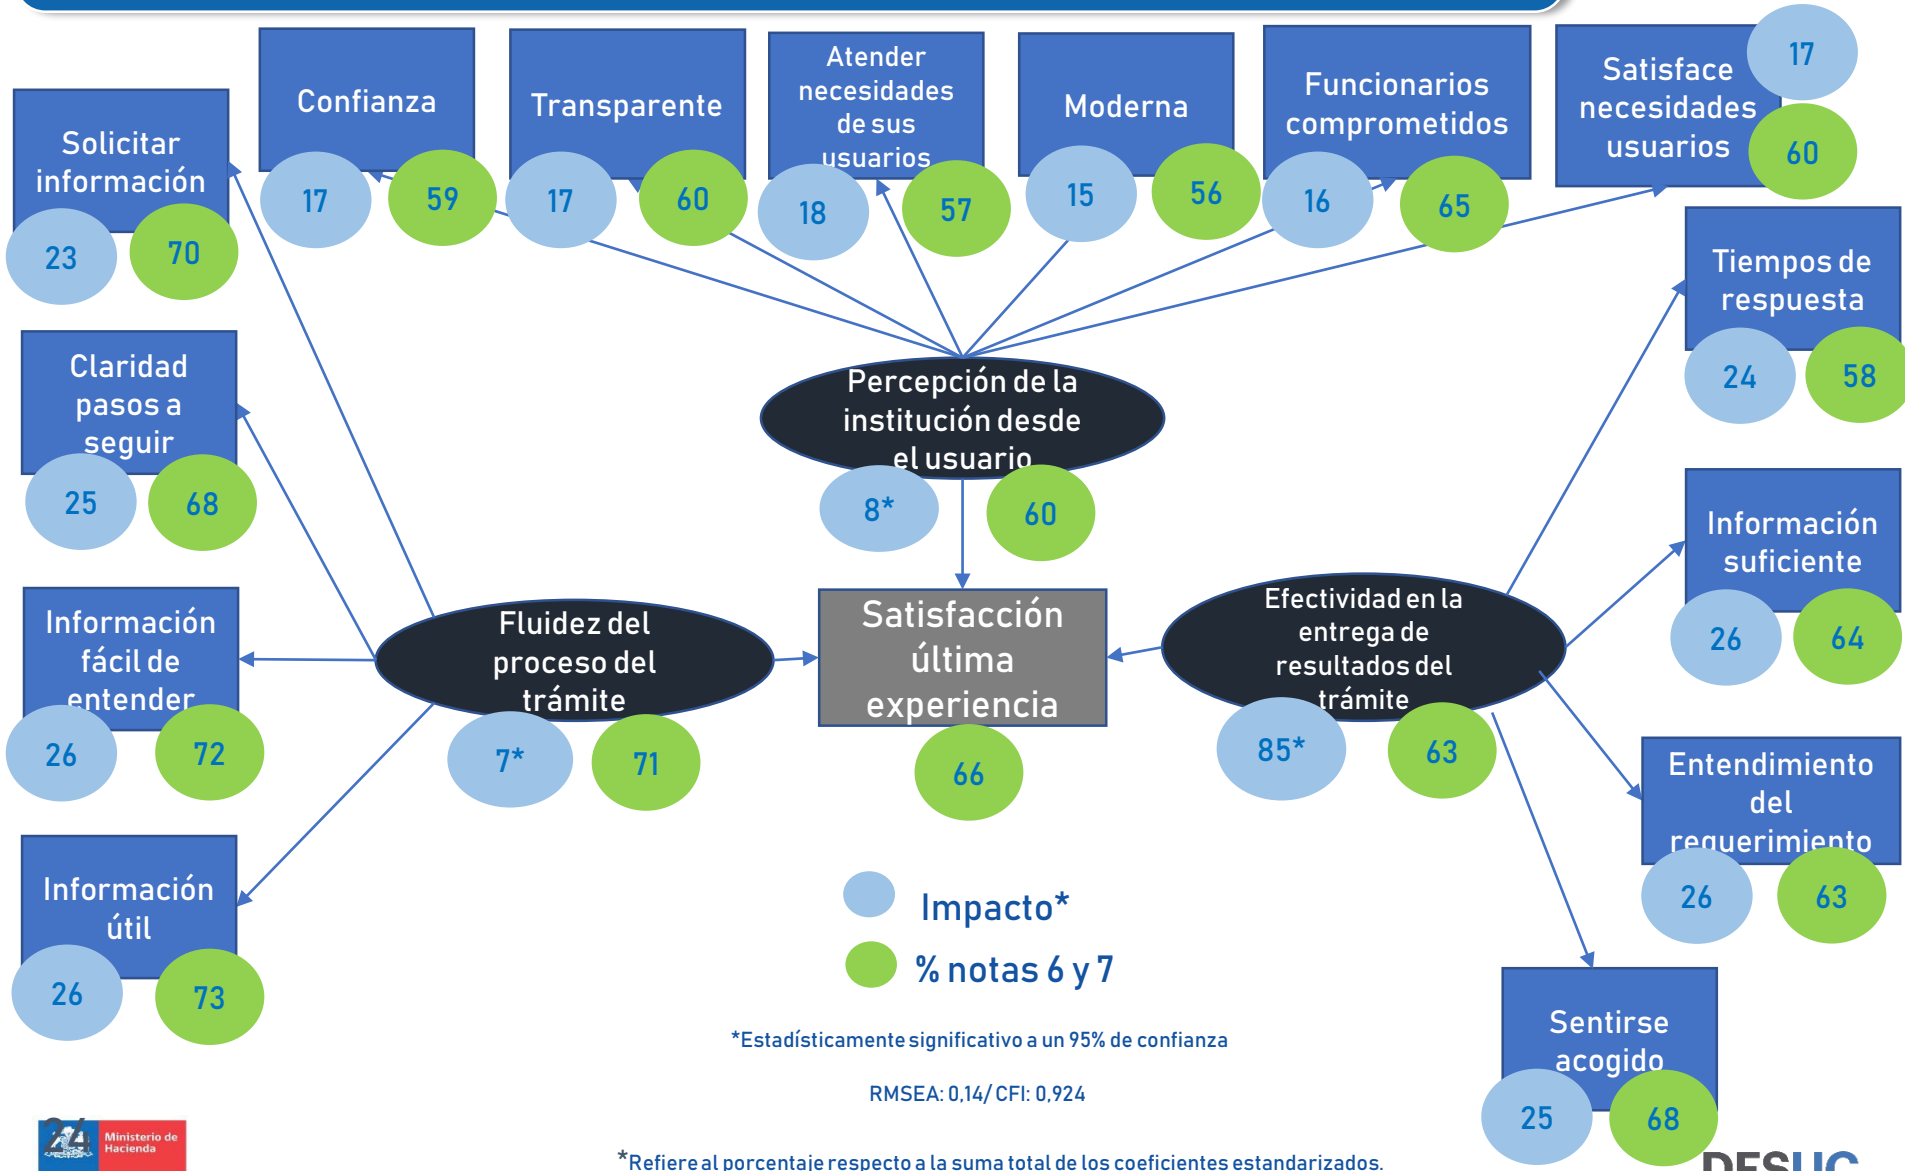 Solicitar
información
23
70
Confianza
17
59
Transparente
17
60
Atender
necesidades
de sus
usuarios
18
57
Moderna
15
56
Funcionarios
comprometidos
16
65
Satisface
necesidades
usuarios
17
60
Tiempos de
respuesta
24
58
Claridad
pasos a
seguir
25
68
Percepción de la
institución desde
el usuario
8*
60
Información
suficiente
26
64
Información
fácil de
entender
26
72
Fluidez del
proceso del
trámite
7*
71
Satisfacción
última
experiencia
66
Efectividad en la
entrega de
resultados del
trámite
85*
63
Entendimiento
del
requerimiento
26
63
Información
útil
26
73
Impacto*
% notas 6 y 7
Sentirse
acogido
25
68
*Estadísticamente significativo a un 95% de confianza
RMSEA: 0,14/ CFI: 0,924
*Refiere al porcentaje respecto a la suma total de los coeficientes estandarizados.
24
Ministerio de
Hacienda
DESUC